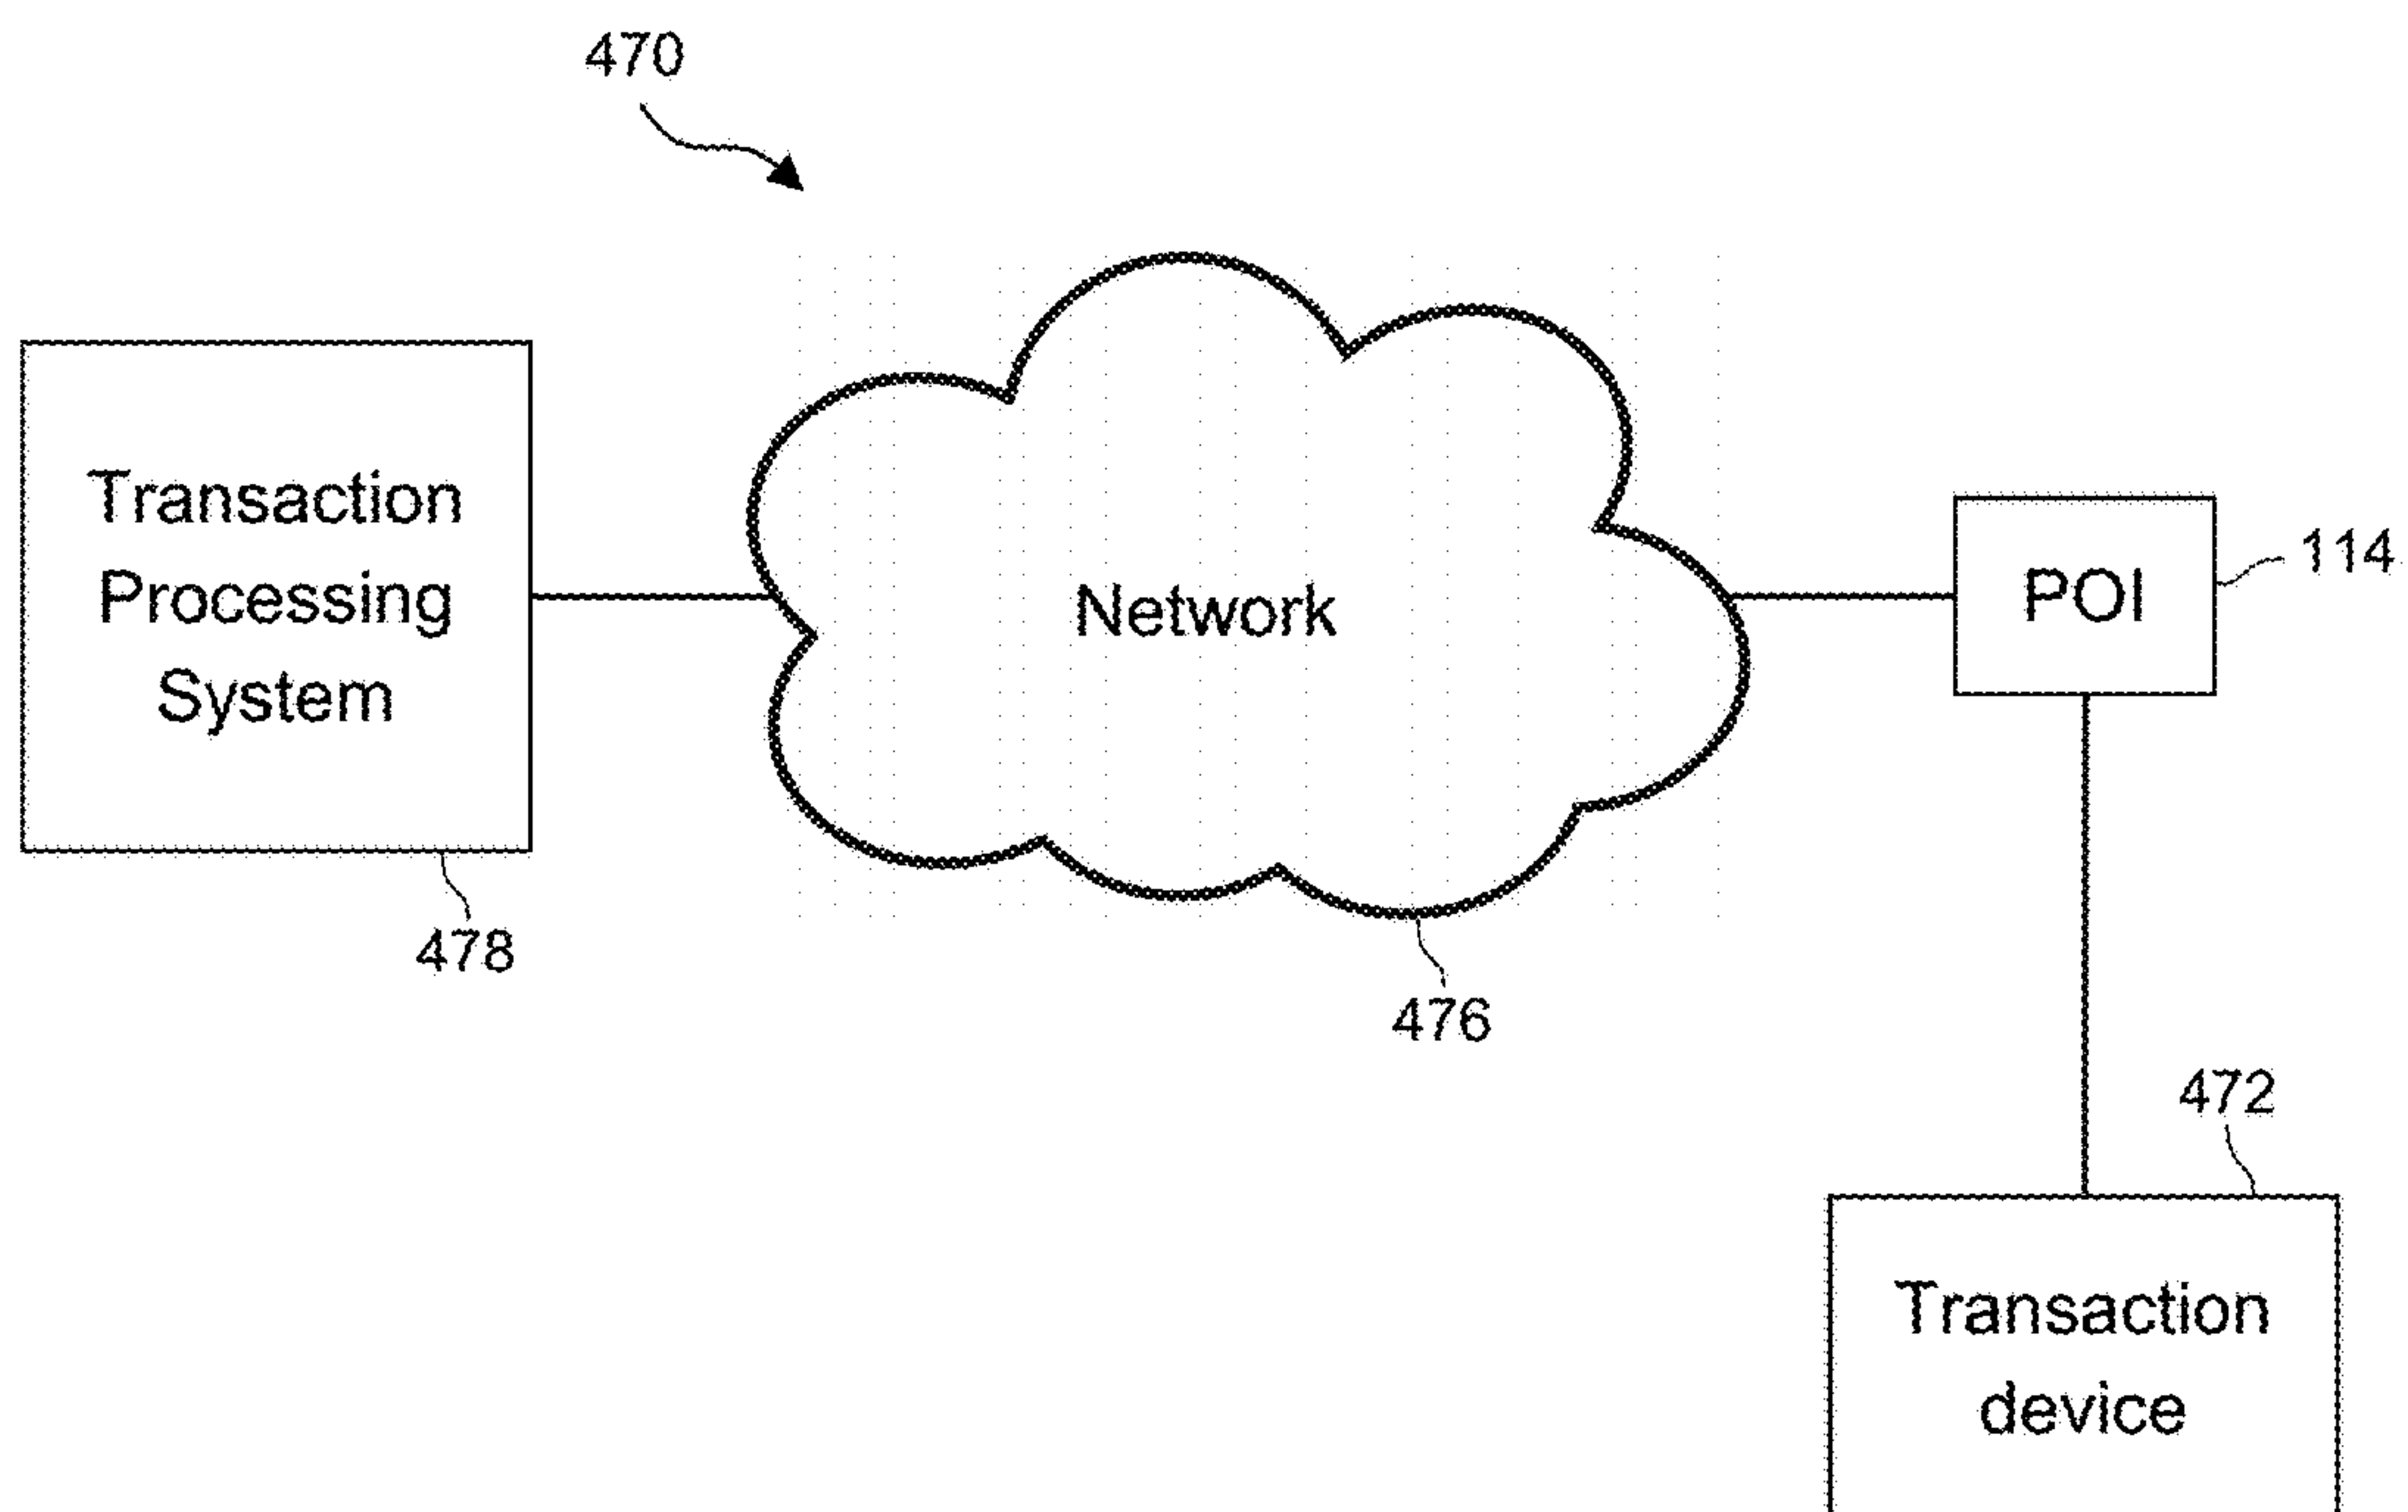 470
Transaction
Processing
System
478
Network
476
POI
114
472
Transaction
device